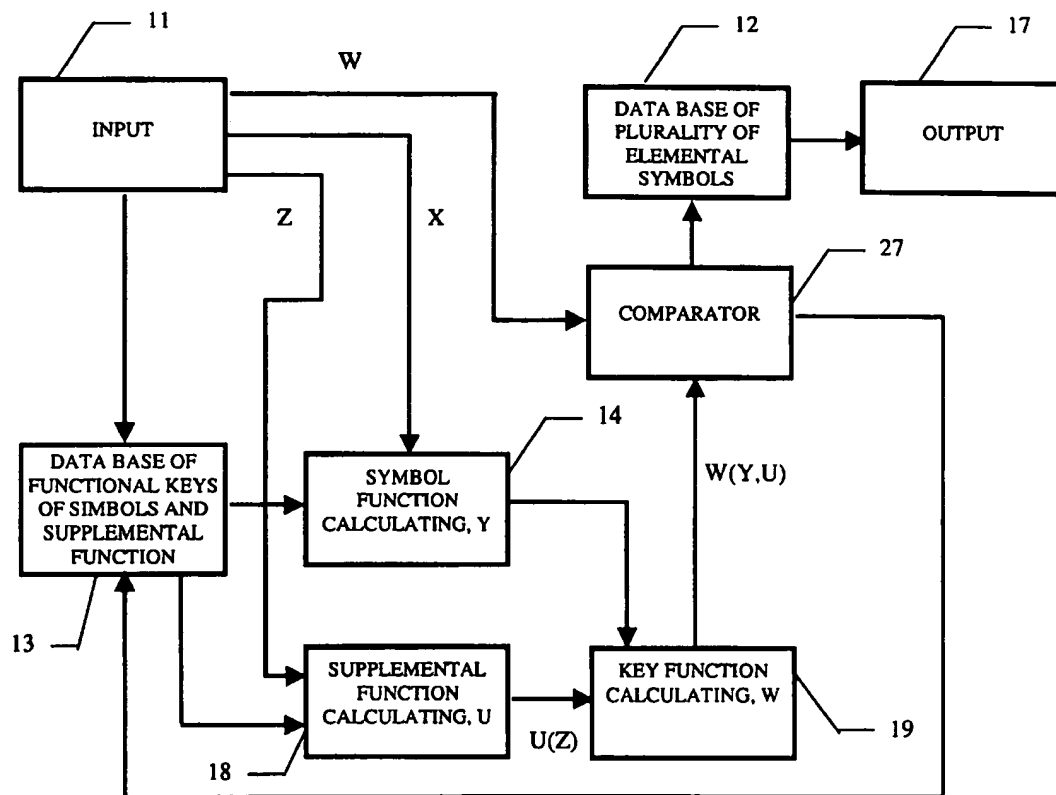 11
12
17
W
INPUT
DATA BASE OF
PLURALITY OF
ELEMENTAL
SYMBOLS
OUTPUT
Z
X
27
COMPARATOR
14
DATA BASE OF
FUNCTIONAL KEYS
OF SIMBOLS AND
SUPPLEMENTAL
FUNCTION
SYMBOL
FUNCTION
CALCULATING, Y
W(Y,U)
13
SUPPLEMENTAL
FUNCTION
CALCULATING, U
KEY FUNCTION
CALCULATING, W
U(Z)
19
18